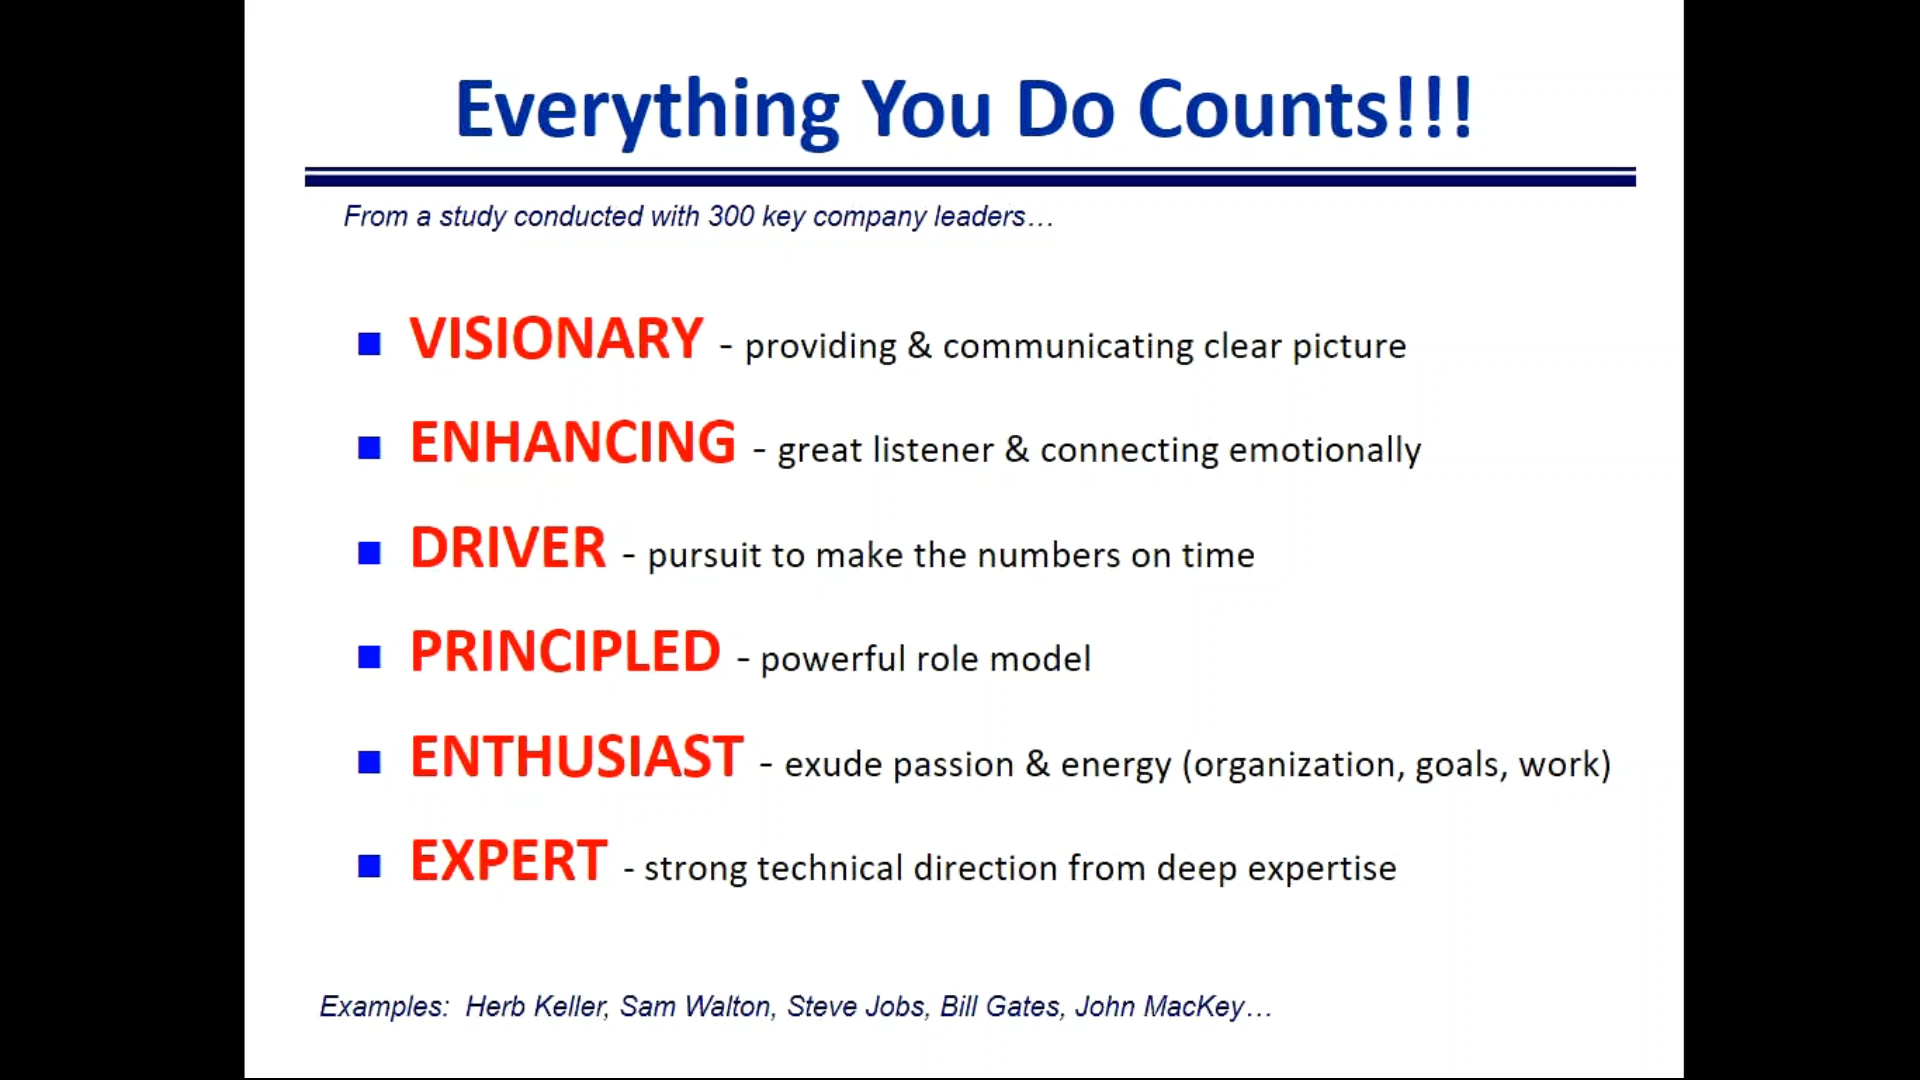 Everything You Do Counts!!!
From a study conducted with 300 key company leaders…
VISIONARY - providing & communicating clear picture
ENHANCING - great listener & connecting emotionally
DRIVER - pursuit to make the numbers on time
PRINCIPLED - powerful role model
ENTHUSIAST - exude passion & energy (organization, goals, work)
EXPERT - strong technical direction from deep expertise
Examples: Herb Keller, Sam Walton, Steve Jobs, Bill Gates, John MacKey…